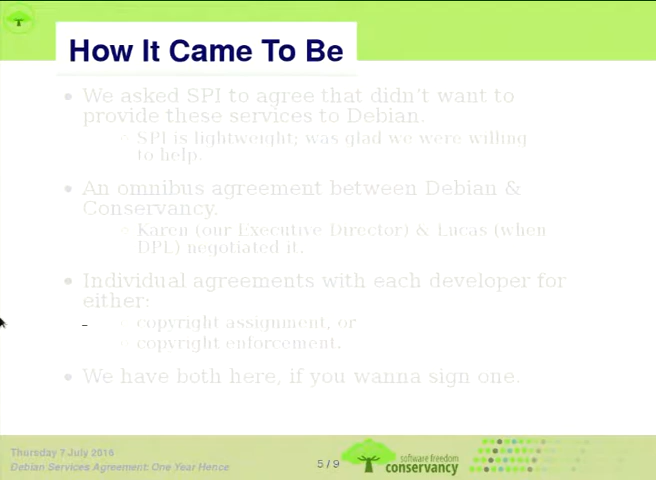 How It Came To Be
• We asked SPI to agree that didn't want to
provide these services to Debian.
◦ SPI is lightweight; was glad we were willing
to help.
• An omnibus agreement between Debian &
Conservancy.
◦ Karen (our Executive Director) & Lucas (when
DPL) negotiated it.
• Individual agreements with each developer for
either:
◦ copyright assignment, or
◦ copyright enforcement.
• We have both here, if you wanna sign one.
Thursday 7 July 2016
Debian Services Agreement: One Year Hence
5 / 9
software freedom
conservancy